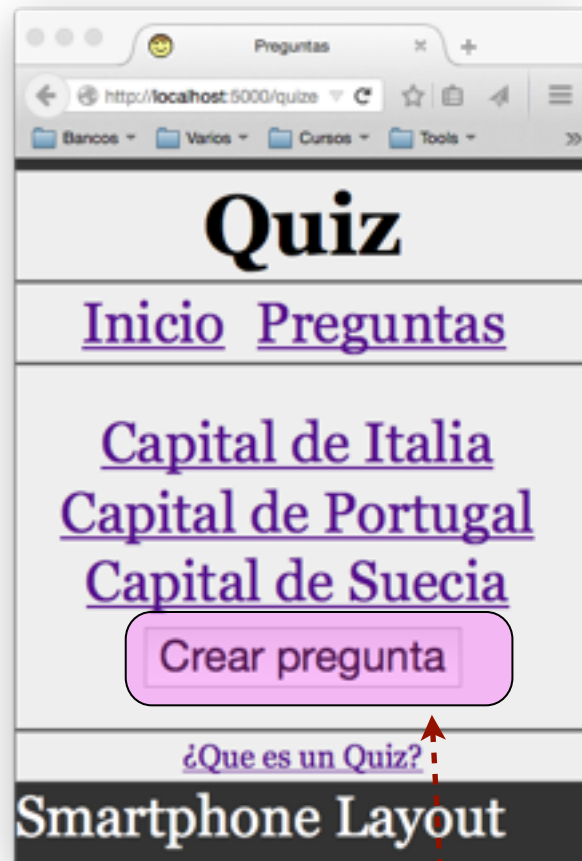 Preguntas
http://localhost:5000/quize
Bancos Varios Cursos Tools
Quiz
Inicio Preguntas
Capital de Italia
Capital de Portugal
Capital de Suecia
Crear pregunta
¿Que es un Quiz?
Smartphone Layout